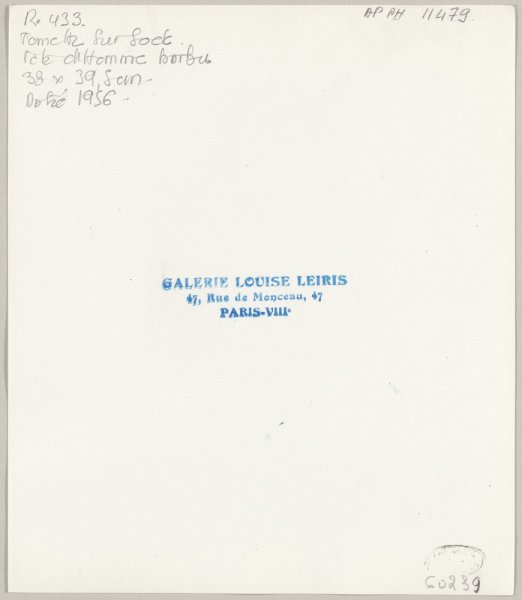 R. 433.
AP PH 11479.
Tomette sur socle.
Tête d'Homme barbu
38 x 39,5 cm.
Daté 1956.
GALERIE LOUISE LEIRIS
47, Rue de Monceau, 47
PARIS-VIIIe
60239